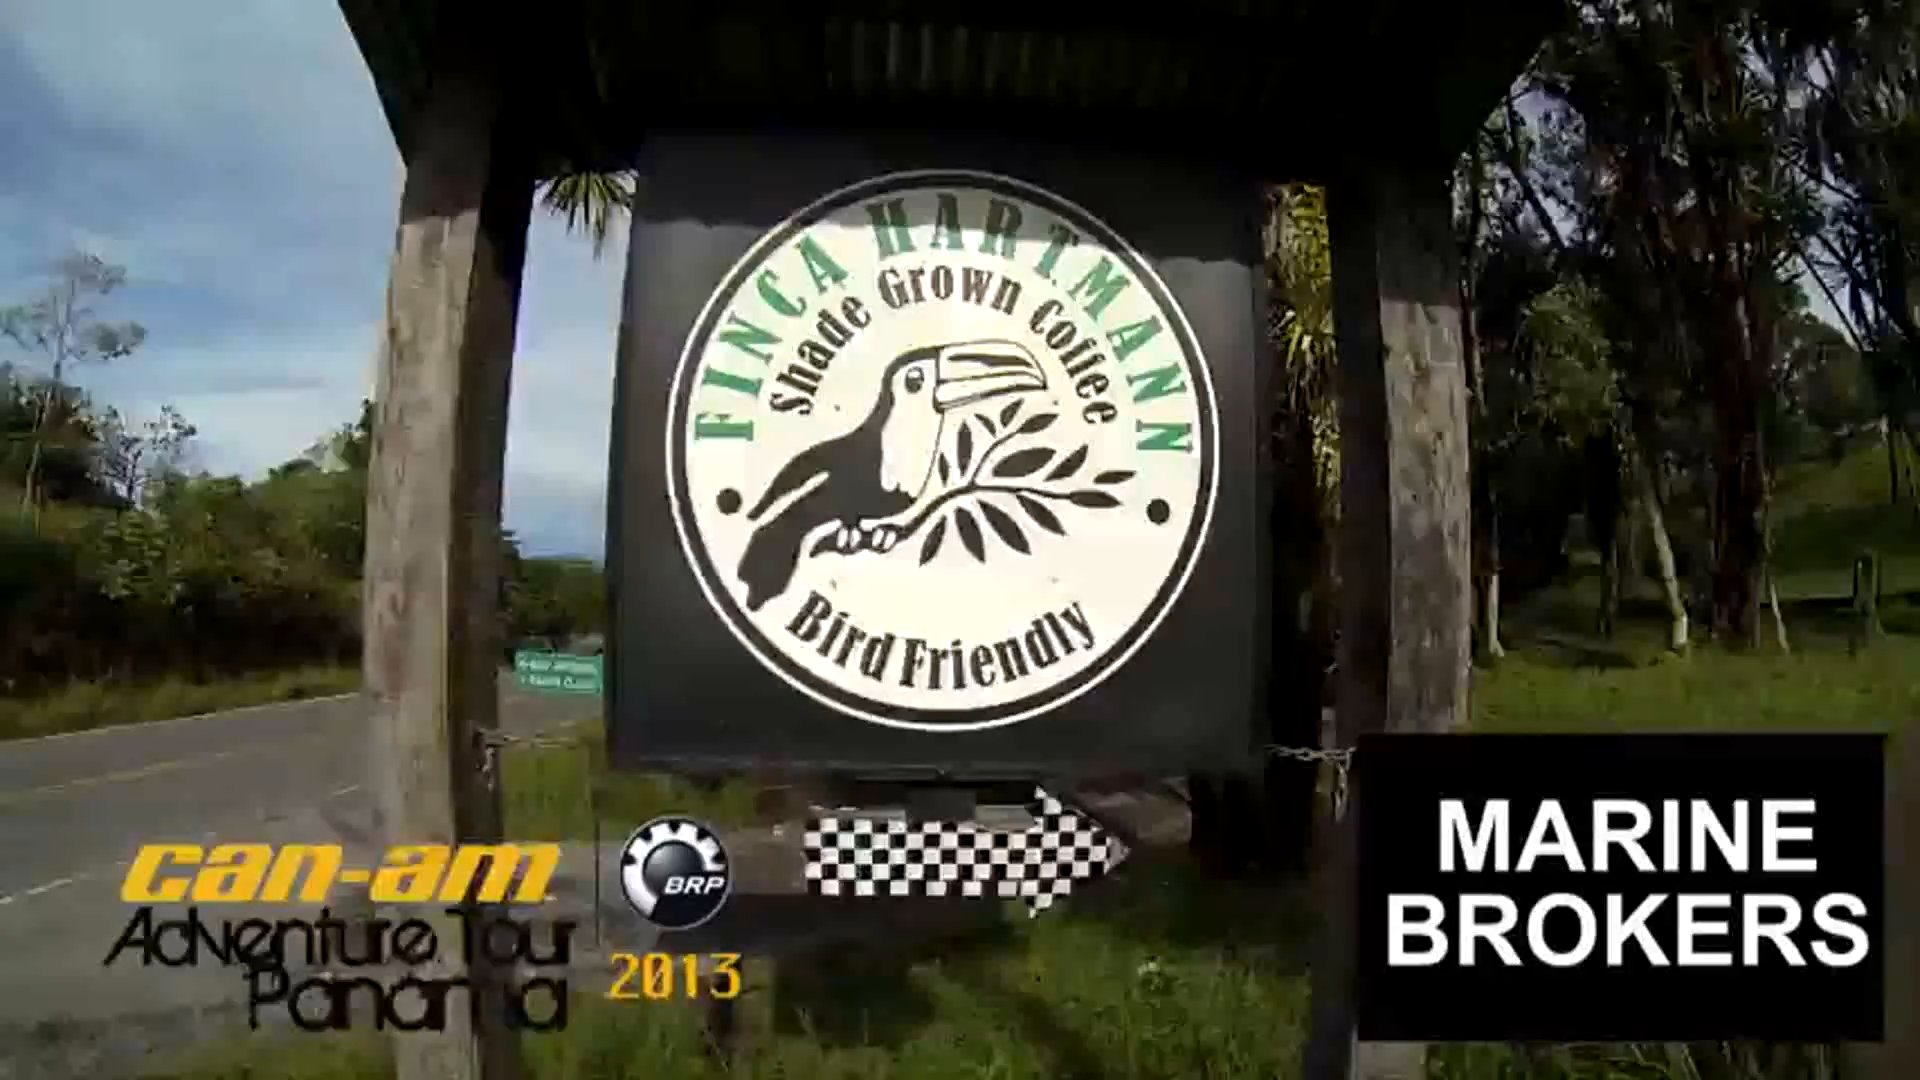 FINCA HARTMANN
Shade Grown Coffee
Bird Friendly
can-am
Adventure Tour
Panama
BRP
2013
MARINE
BROKERS